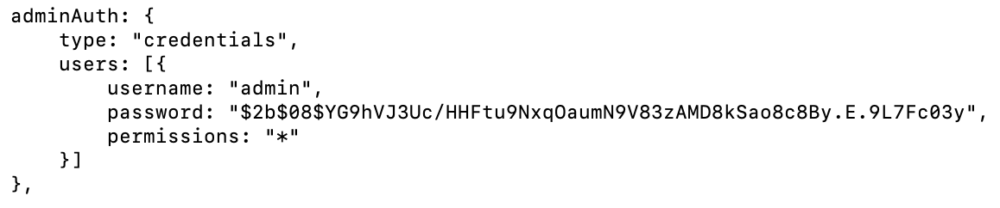 adminAuth: {
    type: "credentials",
    users: [{
        username: "admin",
        password: "$2b$08$YG9hVJ3Uc/HHFtu9NxqOaumN9V83zAMD8kSao8c8By.E.9L7Fc03y",
        permissions: "*"
    }]
},